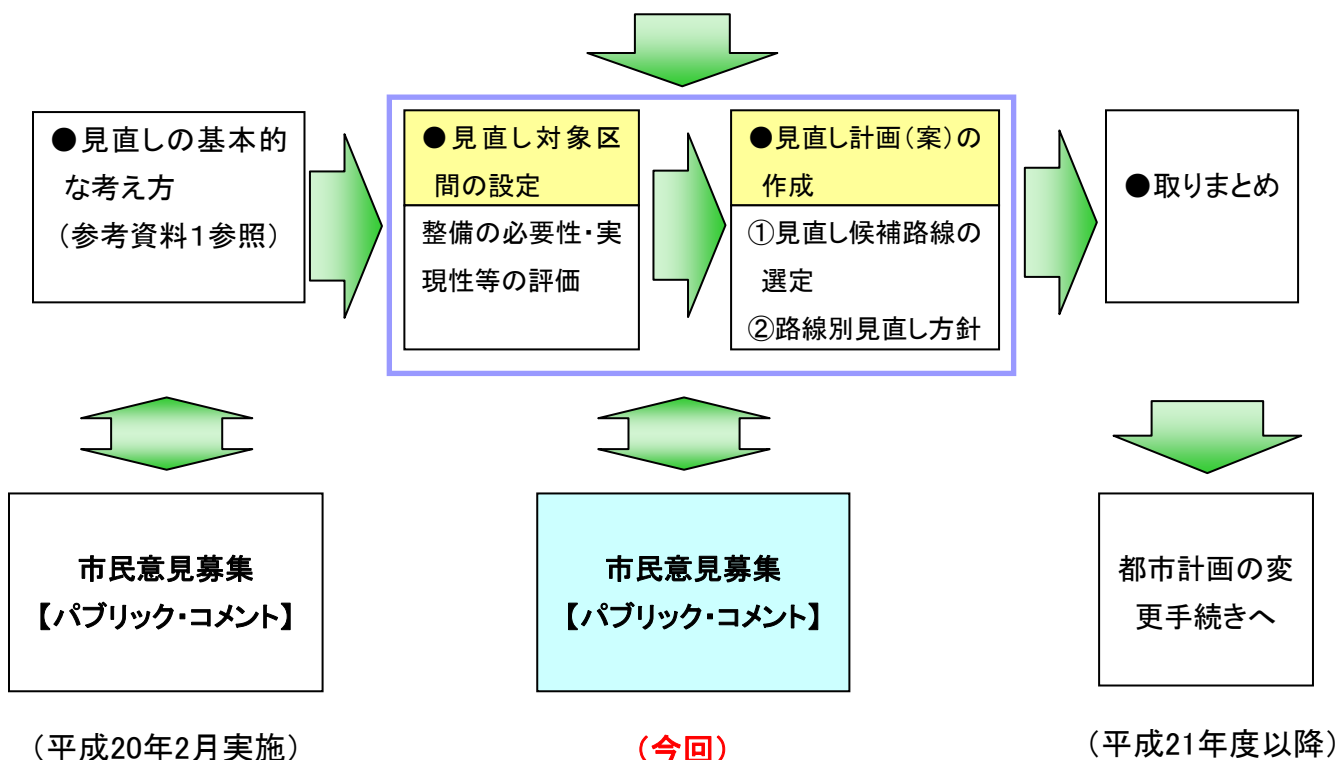 ●見直しの基本的
な考え方
（参考資料１参照）
●見直し対象区
間の設定
整備の必要性・実
現性等の評価
●見直し計画（案）の
作成
①見直し候補路線の
選定
②路線別見直し方針
●取りまとめ
市民意見募集
【パブリック・コメント】
（平成20年2月実施）
市民意見募集
【パブリック・コメント】
（今回）
都市計画の変
更手続きへ
（平成21年度以降）